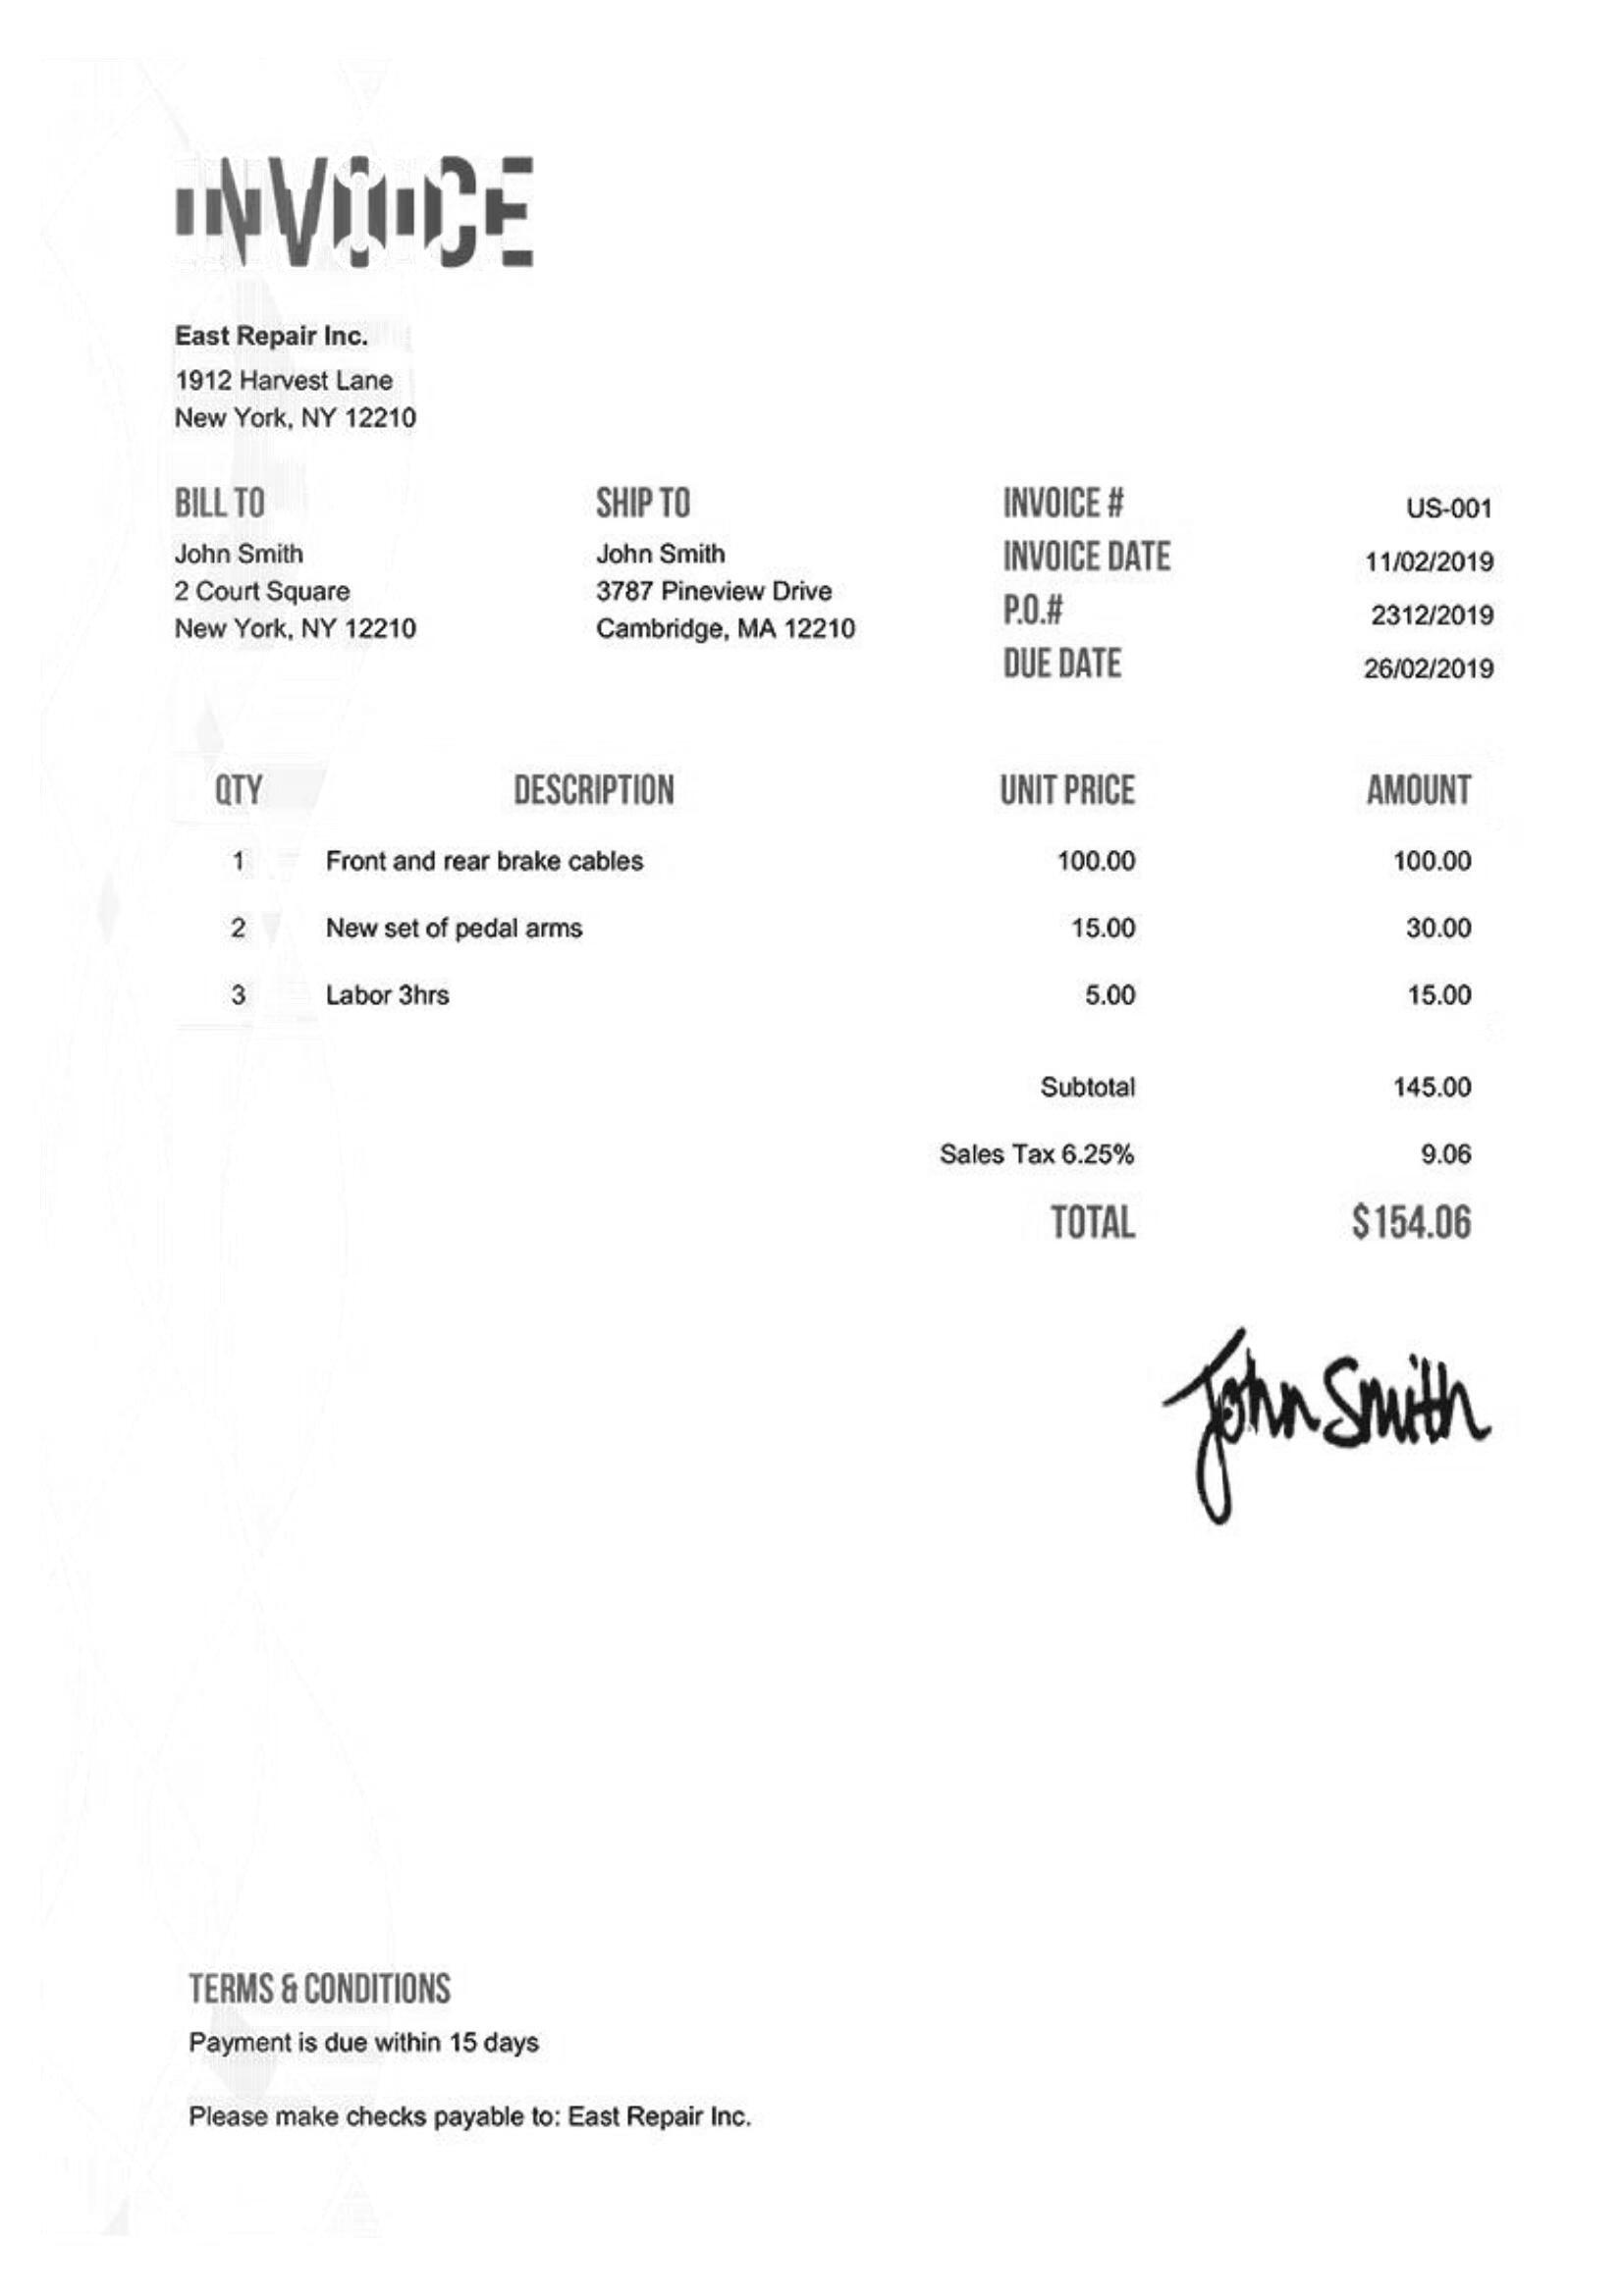 INVOICE
East Repair Inc.
1912 Harvest Lane
New York, NY 12210
BILL TO
John Smith
2 Court Square
New York, NY 12210
SHIP TO
John Smith
3787 Pineview Drive
Cambridge, MA 12210
INVOICE # US-001
INVOICE DATE 11/02/2019
P.O.# 2312/2019
DUE DATE 26/02/2019
QTY DESCRIPTION UNIT PRICE AMOUNT
1 Front and rear brake cables 100.00 100.00
2 New set of pedal arms 15.00 30.00
3 Labor 3hrs 5.00 15.00
Subtotal 145.00
Sales Tax 6.25% 9.06
TOTAL $154.06
John Smith
TERMS & CONDITIONS
Payment is due within 15 days
Please make checks payable to: East Repair Inc.